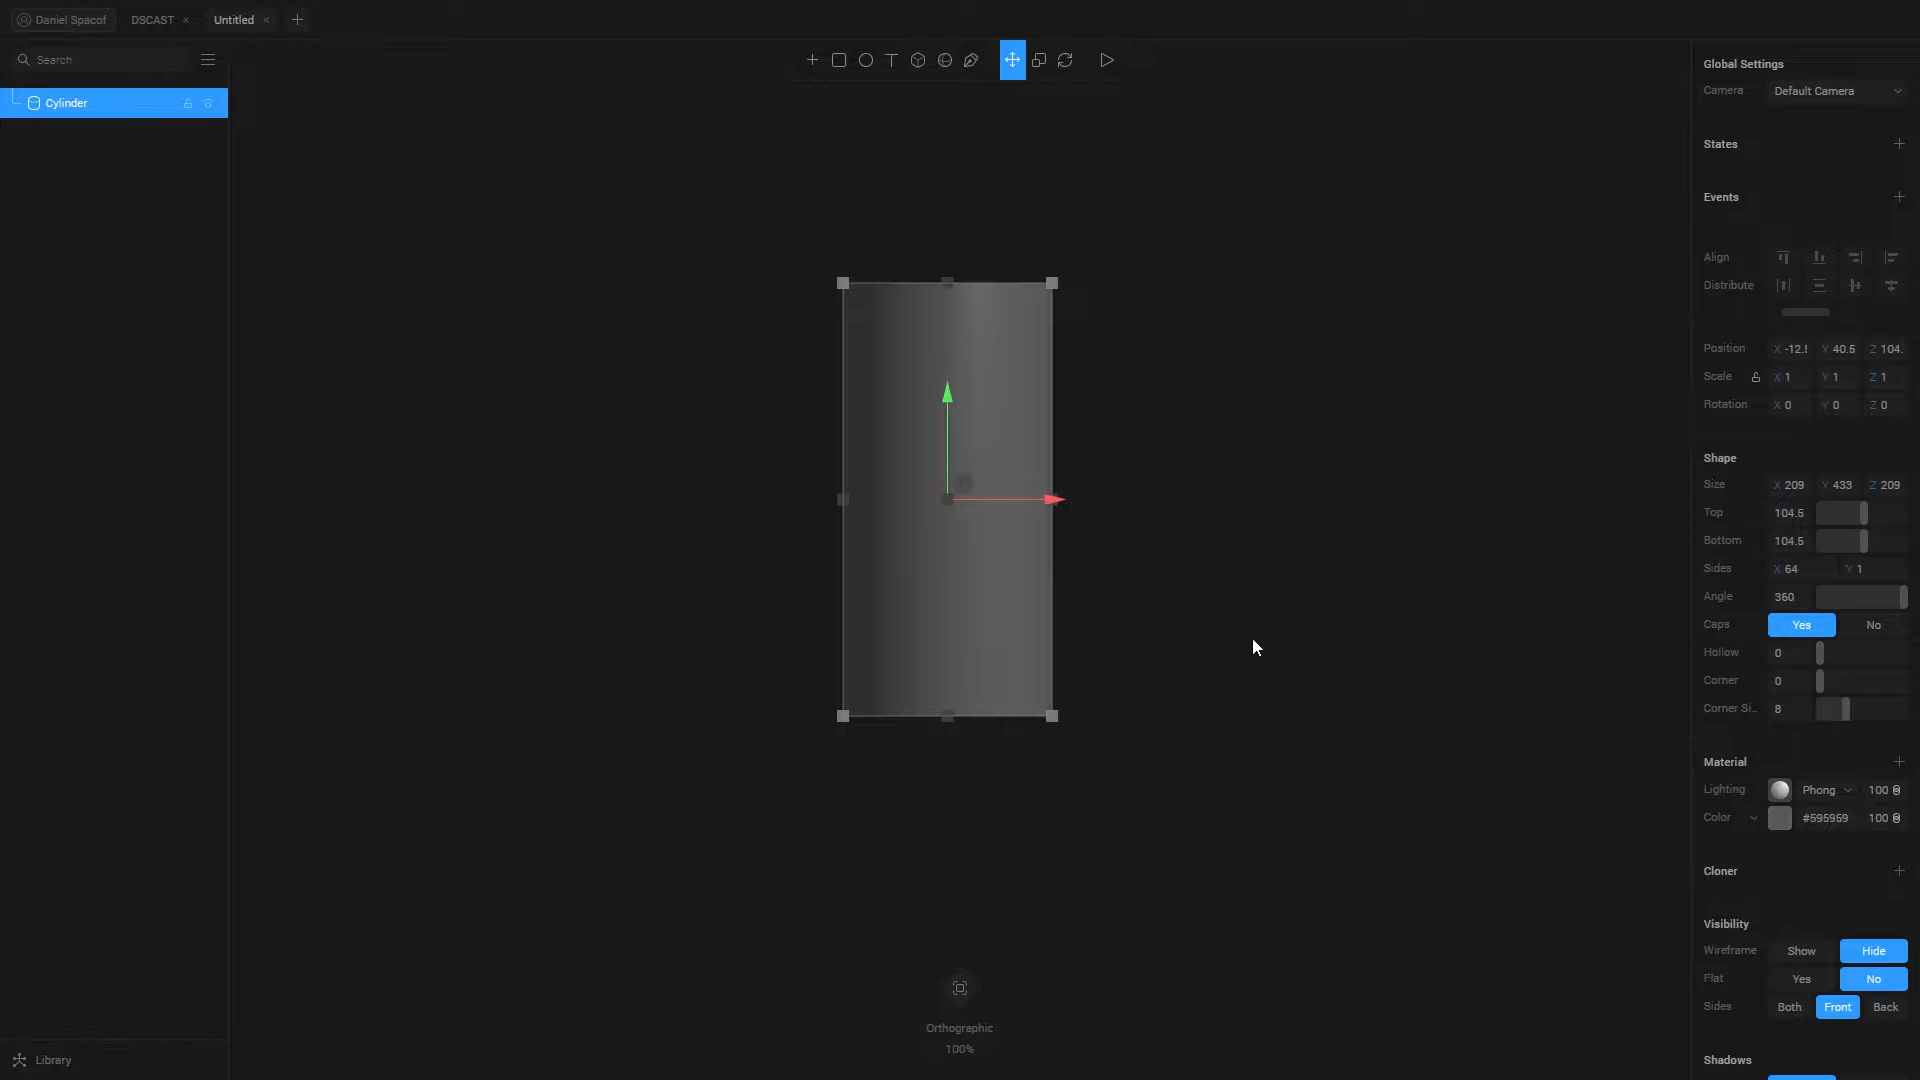 Daniel Spacof
DSCAST
Untitled
Search
Cylinder
Library
Orthographic
100%
Global Settings
Camera Default Camera
States
Events
Align
Distribute
Position X -12.! Y 40.5 Z 104.
Scale X 1 Y 1 Z 1
Rotation X 0 Y 0 Z 0
Shape
Size X 209 Y 433 Z 209
Top 104.5
Bottom 104.5
Sides X 64 Y 1
Angle 360
Caps Yes No
Hollow 0
Corner 0
Corner Si... 8
Material
Lighting Phong 100
Color #595959 100
Cloner
Visibility
Wireframe Show Hide
Flat Yes No
Sides Both Front Back
Shadows